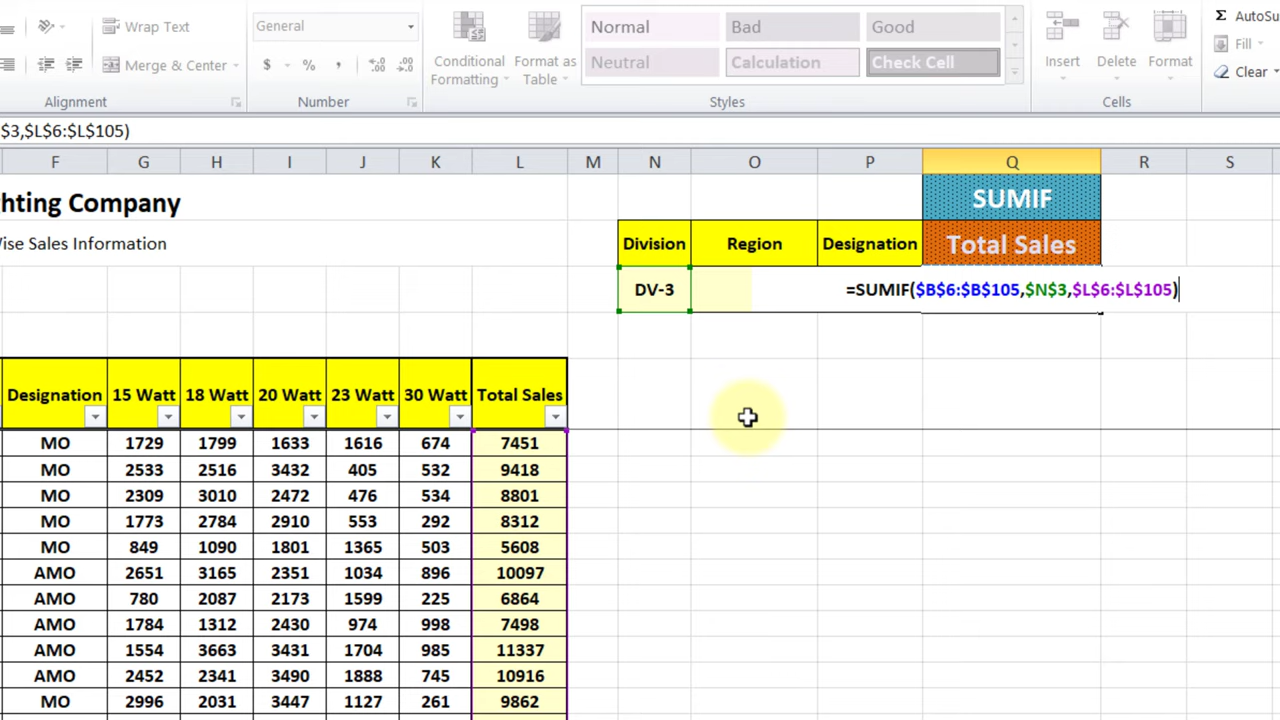 Wrap Text
General
Normal
Bad
Good
AutoSu
Merge & Center
$ % ,
Conditional Formatting
Format as Table
Neutral
Calculation
Check Cell
Insert
Delete
Format
Fill
Clear
Alignment
Number
Styles
Cells
$3,$L$6:$L$105)
F G H I J K L M N O P Q R S
hting Company
SUMIF
Wise Sales Information
Division Region Designation Total Sales
DV-3 =SUMIF($B$6:$B$105,$N$3,$L$6:$L$105)
Designation 15 Watt 18 Watt 20 Watt 23 Watt 30 Watt Total Sales
MO 1729 1799 1633 1616 674 7451
MO 2533 2516 3432 405 532 9418
MO 2309 3010 2472 476 534 8801
MO 1773 2784 2910 553 292 8312
MO 849 1090 1801 1365 503 5608
AMO 2651 3165 2351 1034 896 10097
AMO 780 2087 2173 1599 225 6864
AMO 1784 1312 2430 974 998 7498
AMO 1554 3663 3431 1704 985 11337
AMO 2452 2341 3490 1888 745 10916
MO 2996 2031 3447 1127 261 9862